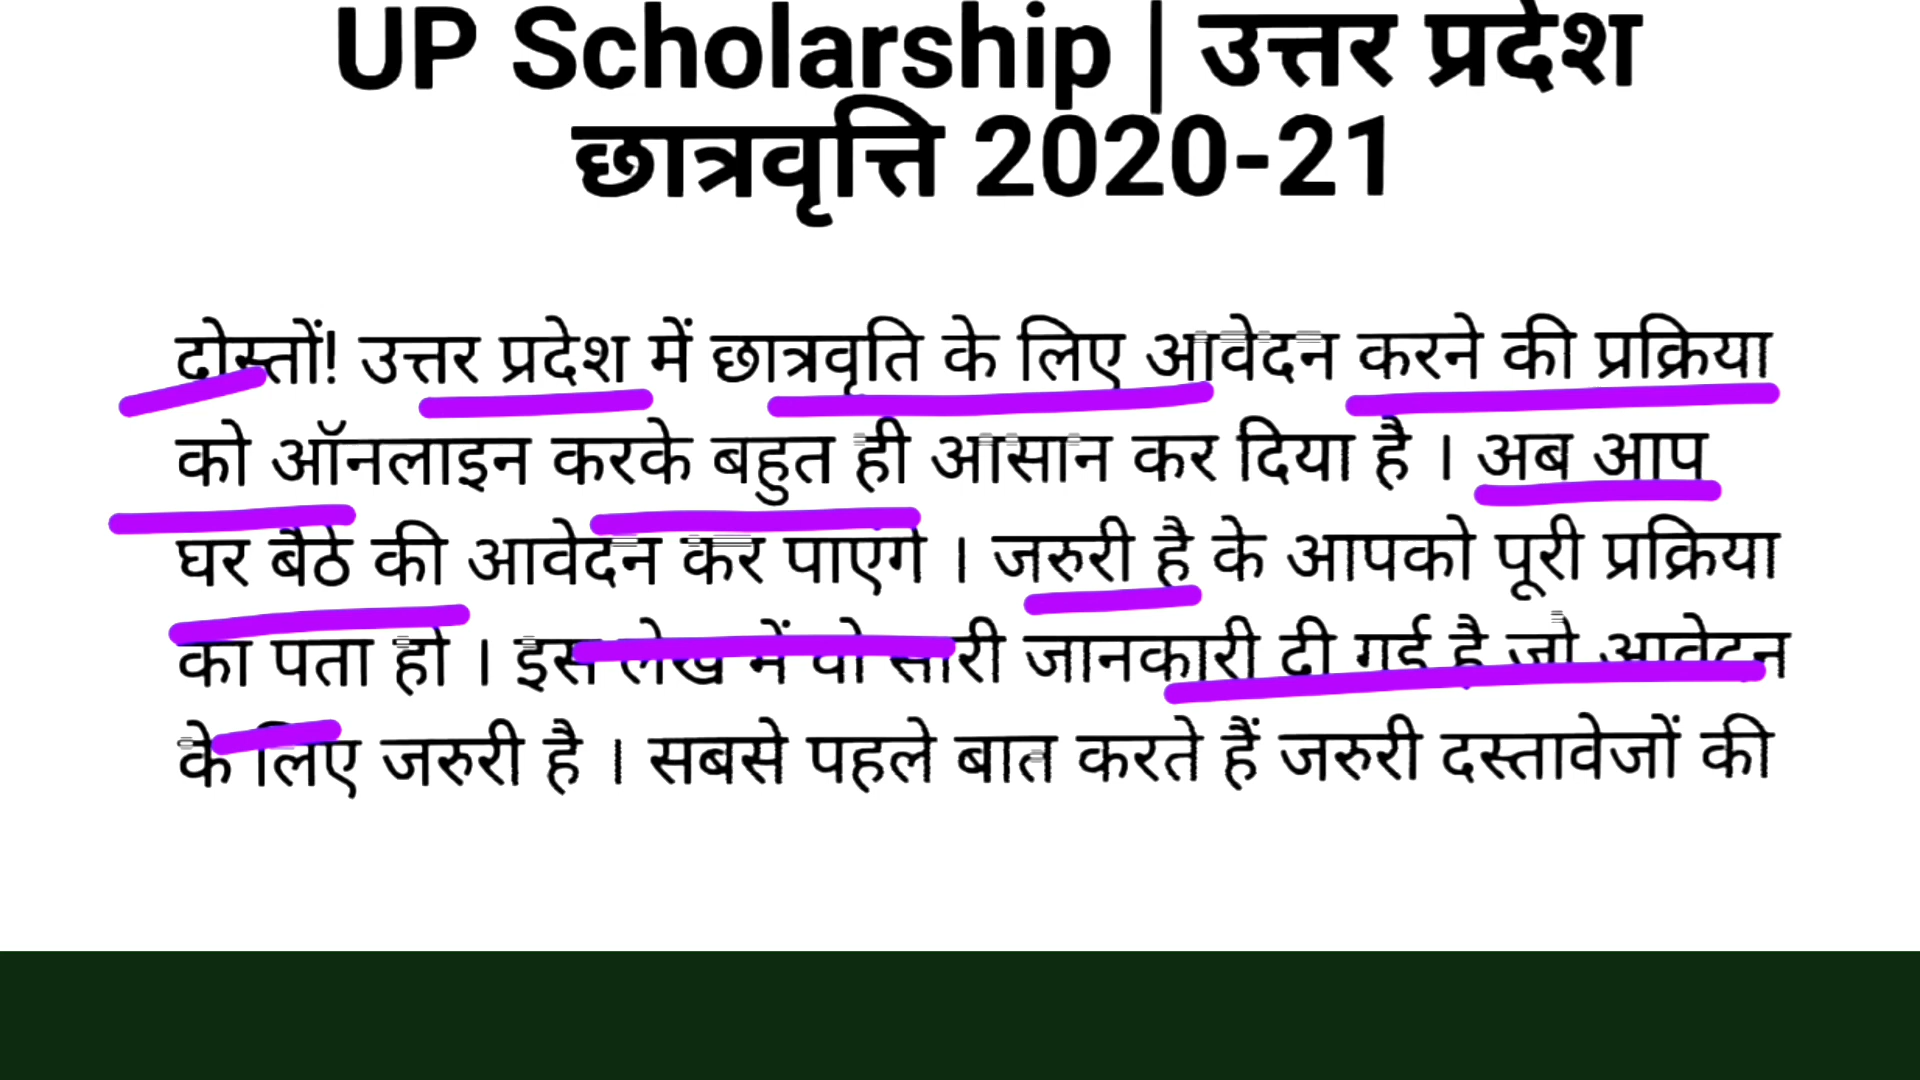 UP Scholarship | उत्तर प्रदेश
छात्रवृत्ति 2020-21
दोस्तों! उत्तर प्रदेश में छात्रवृति के लिए आवेदन करने की प्रक्रिया
को ऑनलाइन करके बहुत ही आसान कर दिया है । अब आप
घर बैठे की आवेदन कर पाएंगे । जरुरी है के आपको पूरी प्रक्रिया
का पता हो । इस लेख में वो सारी जानकारी दी गई है जो आवेदन
के लिए जरुरी है । सबसे पहले बात करते हैं जरुरी दस्तावेजों की